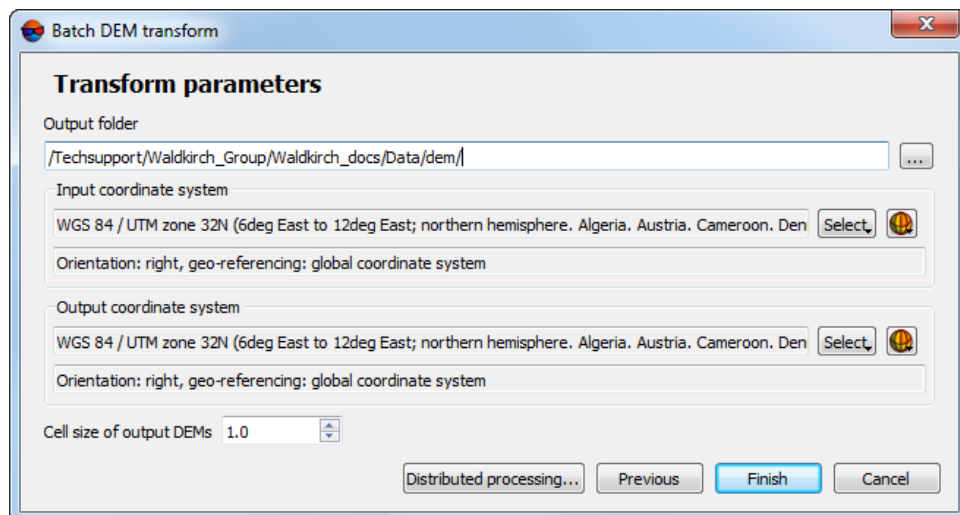 Batch DEM transform
Transform parameters
Output folder
/Techsupport/Waldkirch_Group/Waldkirch_docs/Data/dem/
...
Input coordinate system
WGS 84 / UTM zone 32N (6deg East to 12deg East; northern hemisphere. Algeria. Austria. Cameroon. Den
Select
Orientation: right, geo-referencing: global coordinate system
Output coordinate system
WGS 84 / UTM zone 32N (6deg East to 12deg East; northern hemisphere. Algeria. Austria. Cameroon. Den
Select
Orientation: right, geo-referencing: global coordinate system
Cell size of output DEMs 1.0
Distributed processing... Previous Finish Cancel